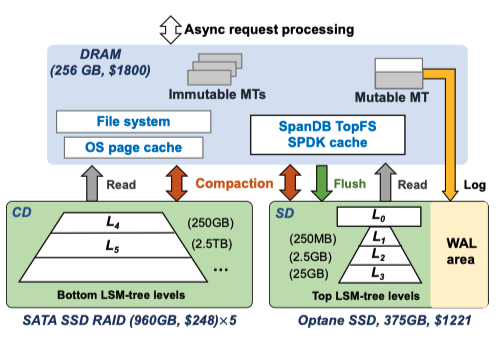 Async request processing
DRAM
(256 GB, $1800)
Immutable MTs
Mutable MT
File system
OS page cache
SpanDB TopFS
SPDK cache
Read
Compaction
Flush
Read
Log
CD
L4
(250GB)
L5
(2.5TB)
...
Bottom LSM-tree levels
SD
L0
(250MB)
L1
(2.5GB)
L2
(25GB)
L3
Top LSM-tree levels
WAL
area
SATA SSD RAID (960GB, $248)×5
Optane SSD, 375GB, $1221